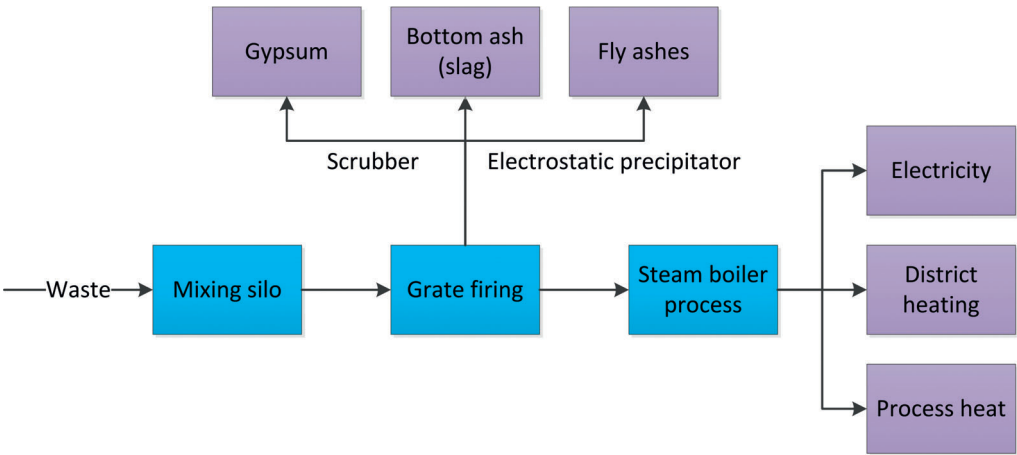 Gypsum
Bottom ash
(slag)
Fly ashes
Scrubber
Electrostatic precipitator
Electricity
Waste
Mixing silo
Grate firing
Steam boiler
process
District
heating
Process heat